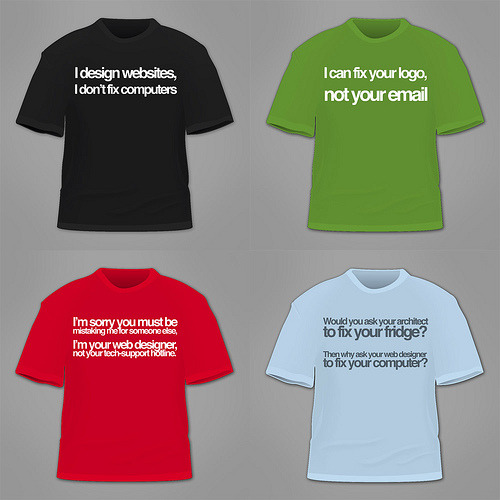 I design websites,
I don't fix computers
I can fix your logo,
not your email
I'm sorry you must be
mistaking me for someone else,
I'm your web designer,
not your tech-support hotline.
Would you ask your architect
to fix your fridge?
Then why ask your web designer
to fix your computer?